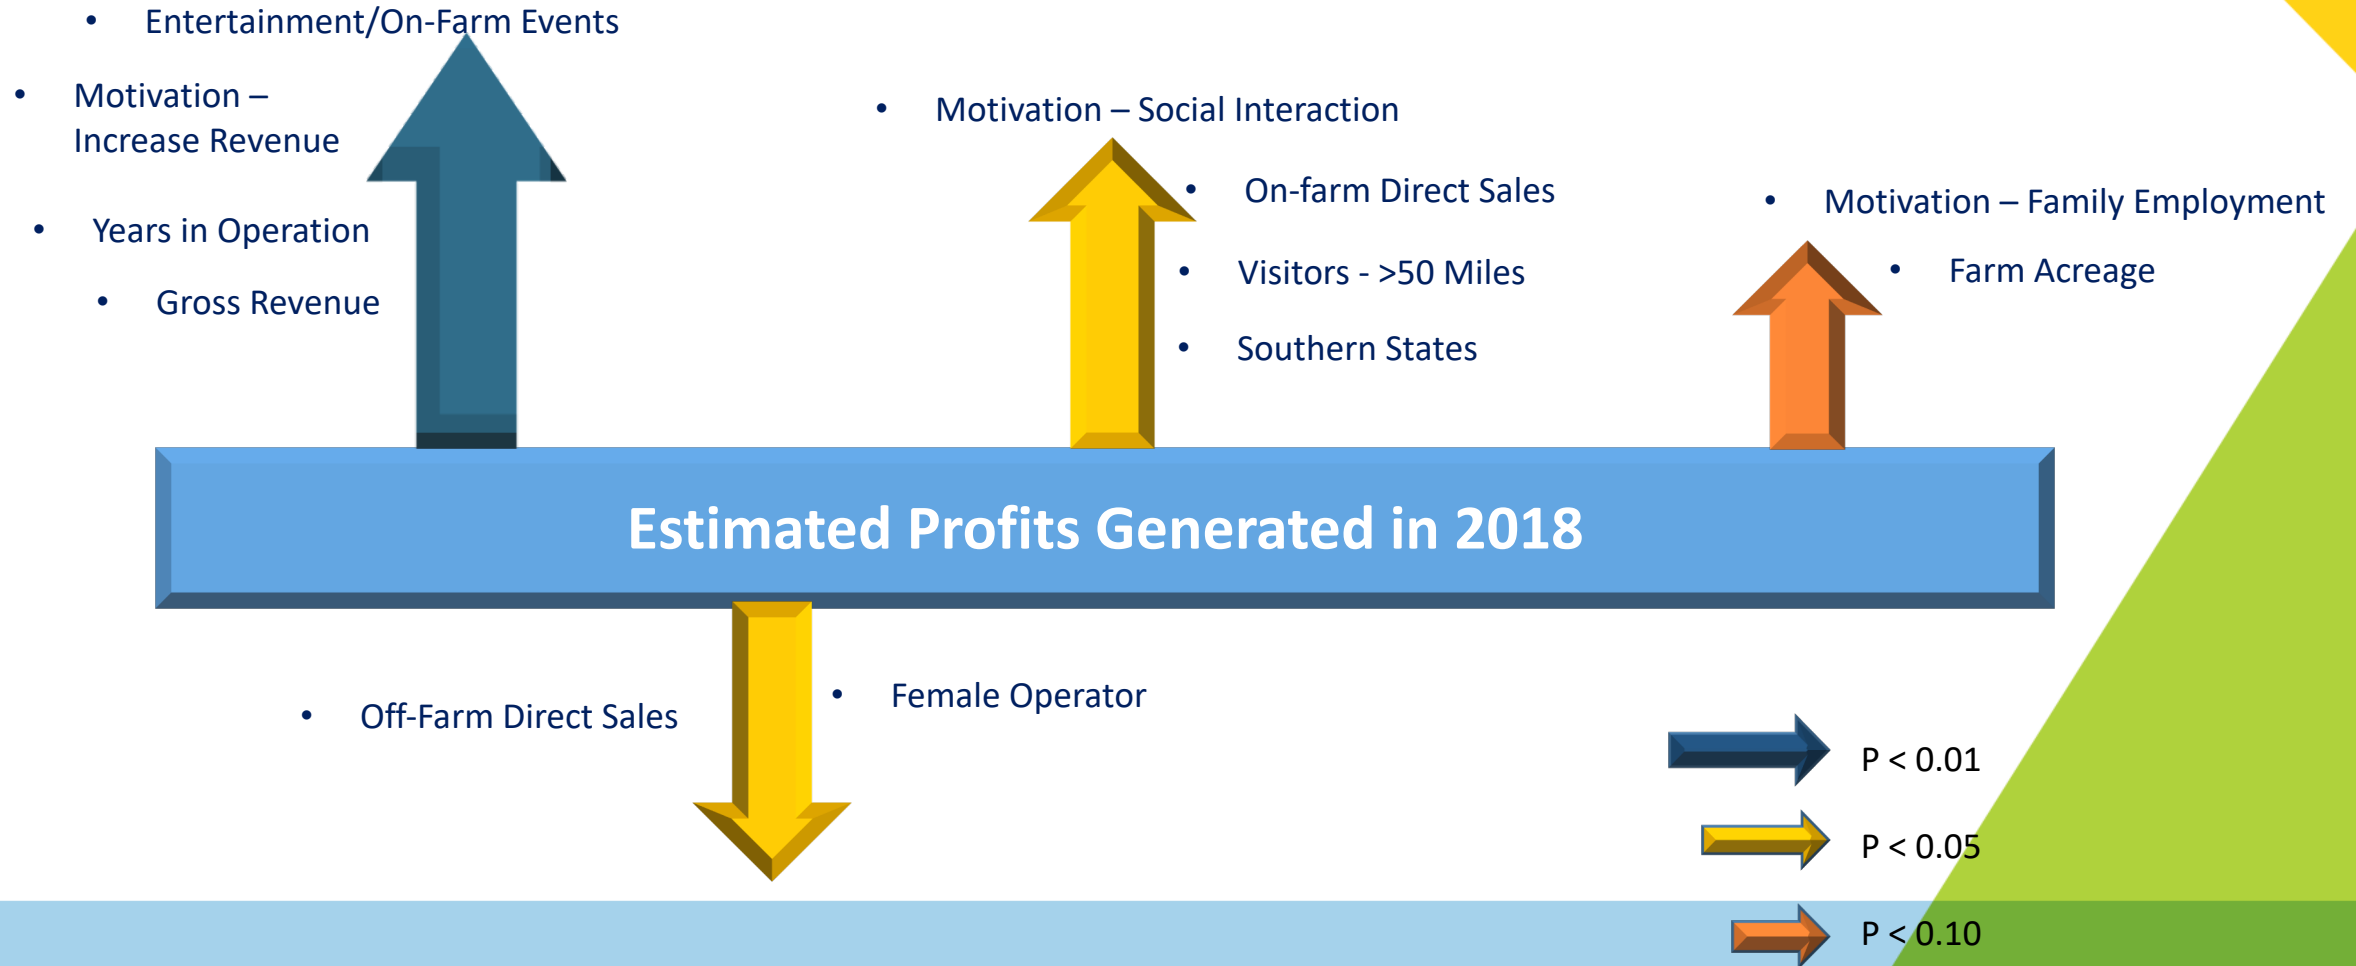 • Entertainment/On-Farm Events
• Motivation –
Increase Revenue
• Years in Operation
• Gross Revenue
• Motivation – Social Interaction
• On-farm Direct Sales
• Visitors - >50 Miles
• Southern States
• Motivation – Family Employment
• Farm Acreage
Estimated Profits Generated in 2018
• Off-Farm Direct Sales
• Female Operator
P < 0.01
P < 0.05
P < 0.10